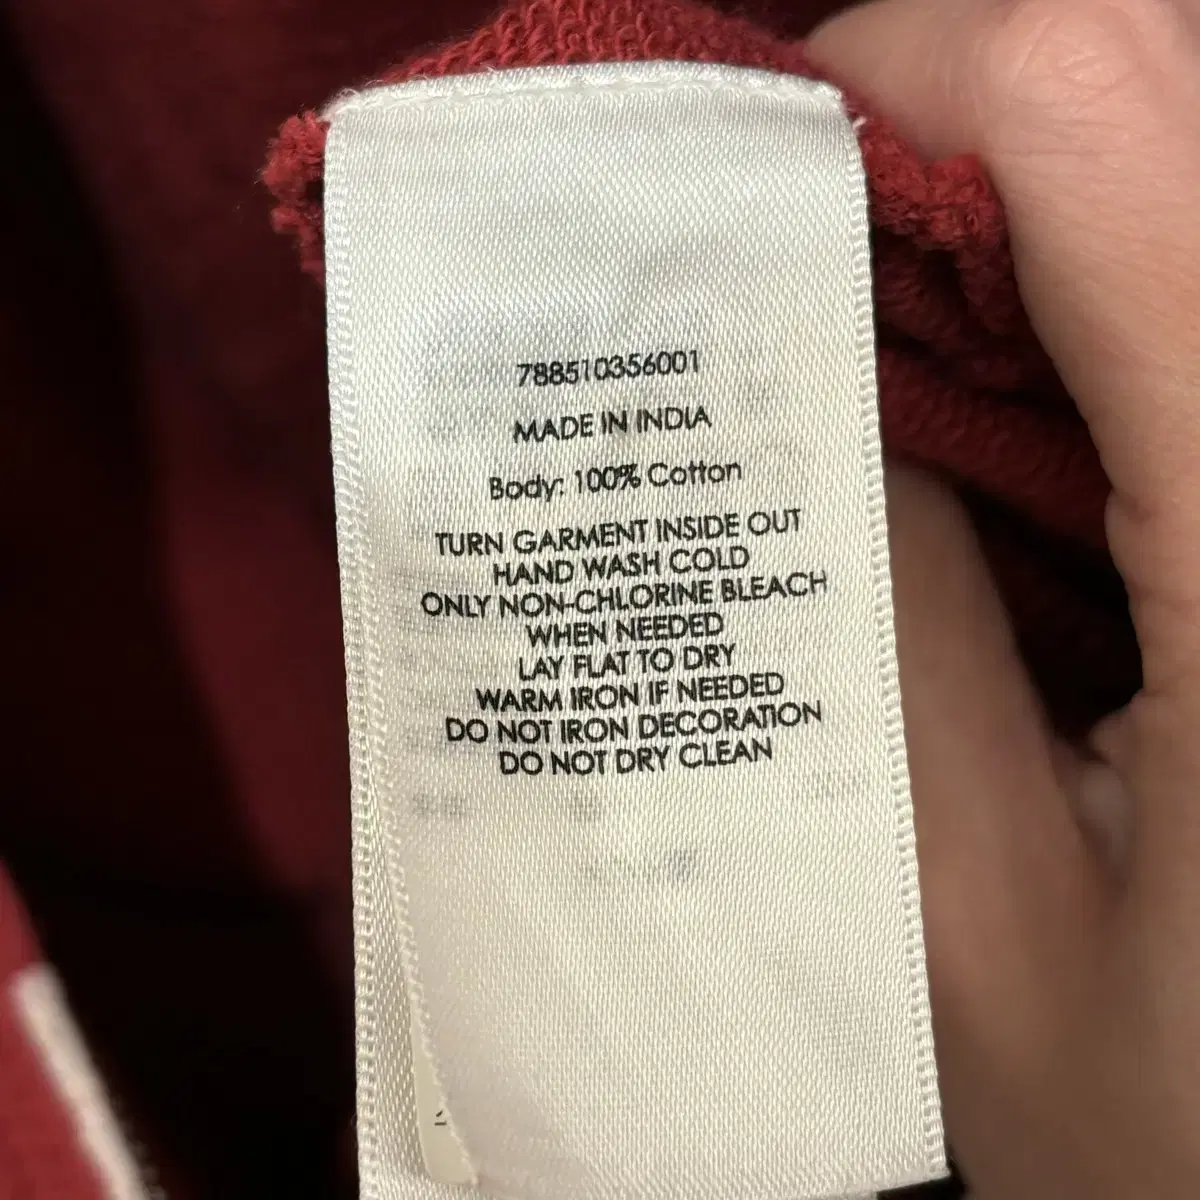 788510356001
MADE IN INDIA
Body: 100% Cotton
TURN GARMENT INSIDE OUT
HAND WASH COLD
ONLY NON-CHLORINE BLEACH
WHEN NEEDED
LAY FLAT TO DRY
WARM IRON IF NEEDED
DO NOT IRON DECORATION
DO NOT DRY CLEAN